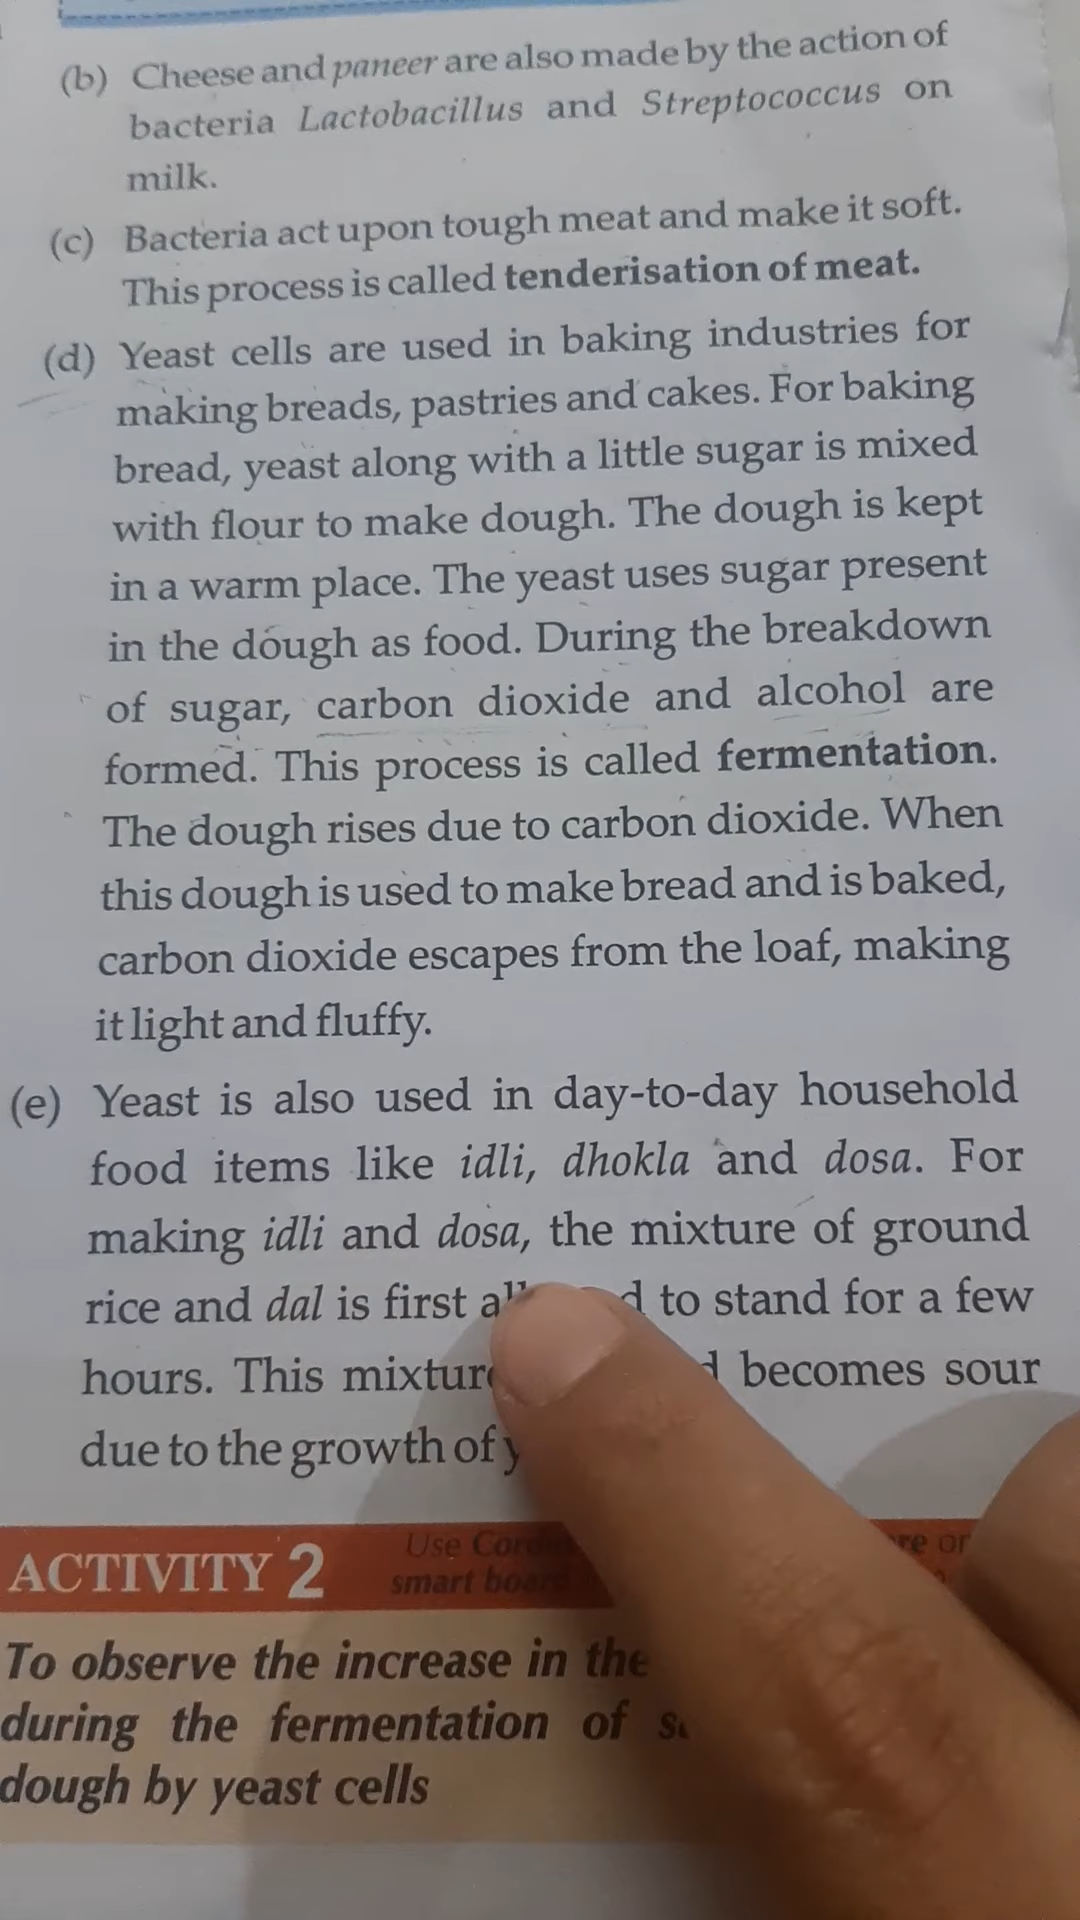 (b) Cheese and paneer are also made by the action of
bacteria Lactobacillus and Streptococcus on
milk.
(c) Bacteria act upon tough meat and make it soft.
This process is called tenderisation of meat.
(d) Yeast cells are used in baking industries for
making breads, pastries and cakes. For baking
bread, yeast along with a little sugar is mixed
with flour to make dough. The dough is kept
in a warm place. The yeast uses sugar present
in the dough as food. During the breakdown
of sugar, carbon dioxide and alcohol are
formed. This process is called fermentation.
The dough rises due to carbon dioxide. When
this dough is used to make bread and is baked,
carbon dioxide escapes from the loaf, making
it light and fluffy.
(e) Yeast is also used in day-to-day household
food items like idli, dhokla and dosa. For
making idli and dosa, the mixture of ground
rice and dal is first to stand for a few
hours. This becomes sour
due to the growth of
ACTIVITY 2
Use or
smart
To observe the increase in the
during the fermentation of
dough by yeast cells